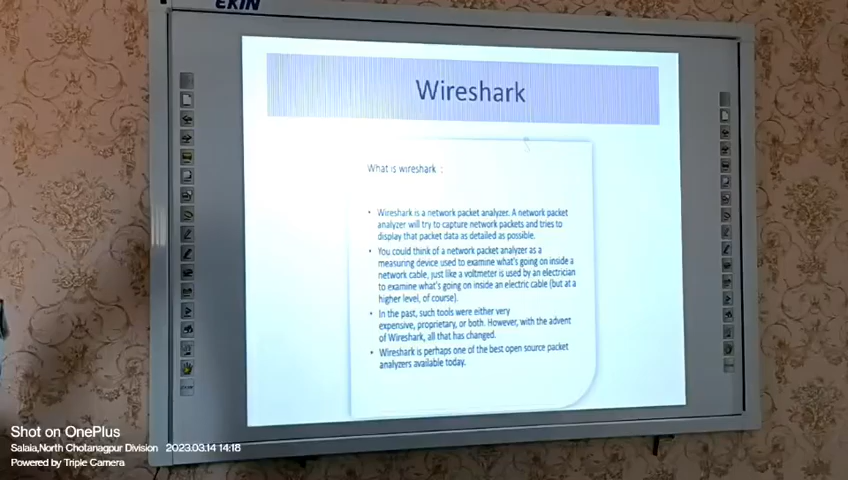 EKIN
Wireshark
What is wireshark :
• Wireshark is a network packet analyzer. A network packet
analyzer will try to capture network packets and tries to
display that packet data as detailed as possible.
• You could think of a network packet analyzer as a
measuring device used to examine what's going on inside a
network cable, just like a voltmeter is used by an electrician
to examine what's going on inside an electric cable (but at a
higher level, of course).
• In the past, such tools were either very
expensive, proprietary, or both. However, with the advent
of Wireshark, all that has changed.
• Wireshark is perhaps one of the best open source packet
analyzers available today.
Shot on OnePlus
Salaia,North Chotanagpur Division 2023.03.14 14:18
Powered by Triple Camera